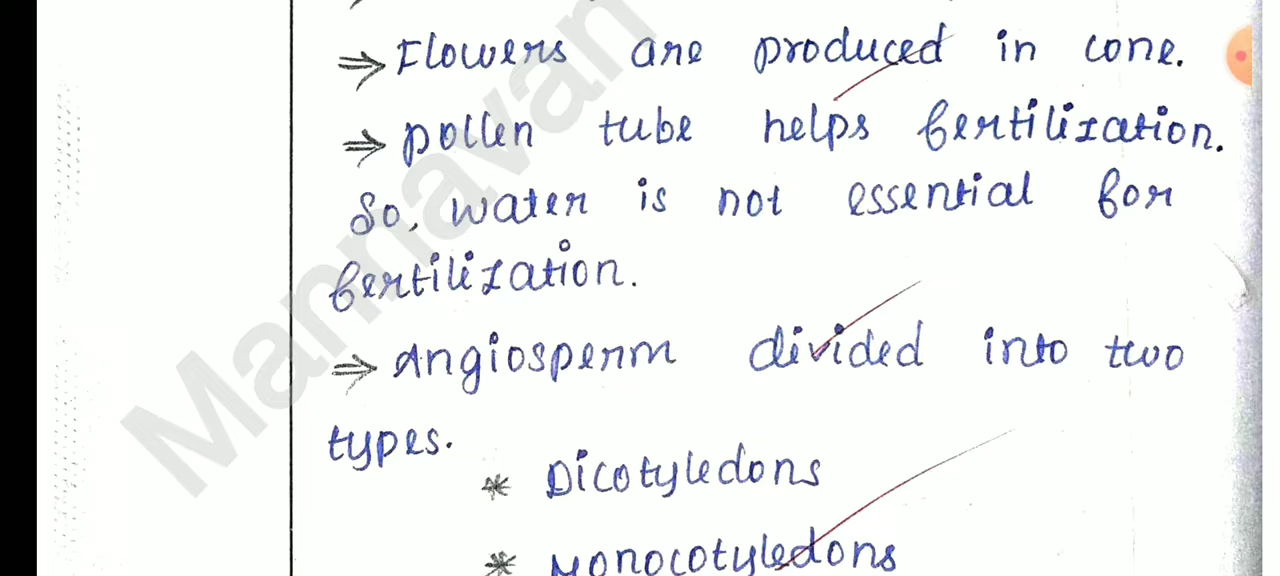 ⇒ Flowers are produced in cone.
⇒ pollen tube helps fertilization.
So, water is not essential for
fertilization.
⇒ Angiosperm divided into two
types.
* Dicotyledons
* Monocotyledons
Mannavan